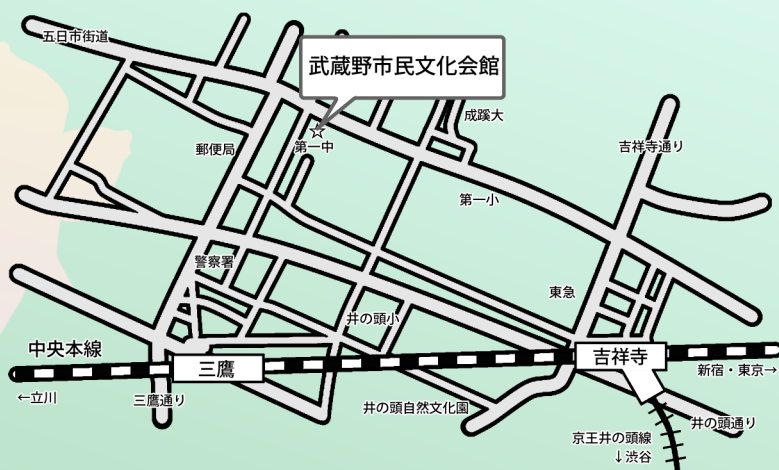 五日市街道
武蔵野市民文化会館
成蹊大
☆
第一中
郵便局
吉祥寺通り
第一小
警察署
東急
井の頭小
中央本線
三鷹
吉祥寺
新宿・東京→
←立川
三鷹通り
井の頭自然文化園
井の頭通り
京王井の頭線
↓渋谷